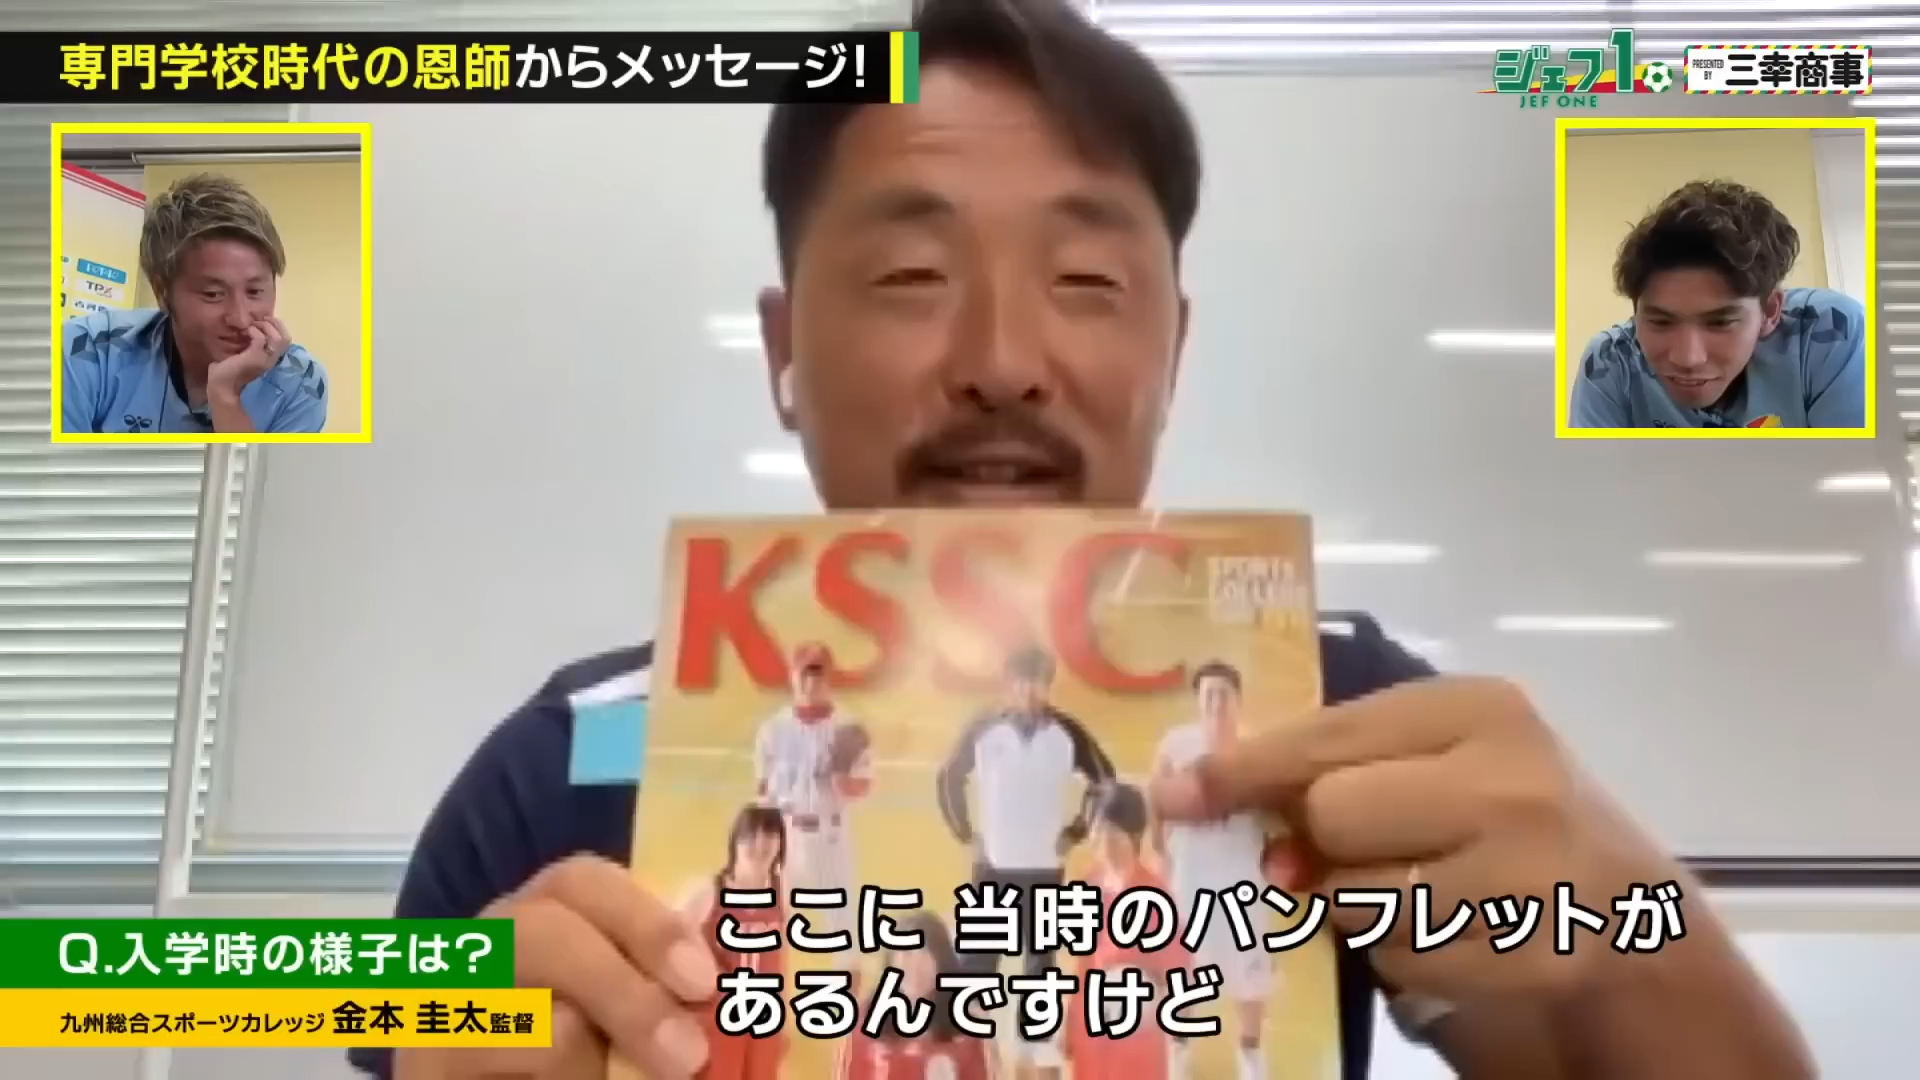 専門学校時代の恩師からメッセージ!
ジェフ1
JEF ONE
PRESENTED BY 三幸商事
TPX
KSSC
SPORTS
COLLEGE
ここに 当時のパンフレットが
あるんですけど
Q.入学時の様子は?
九州総合スポーツカレッジ 金本 圭太監督